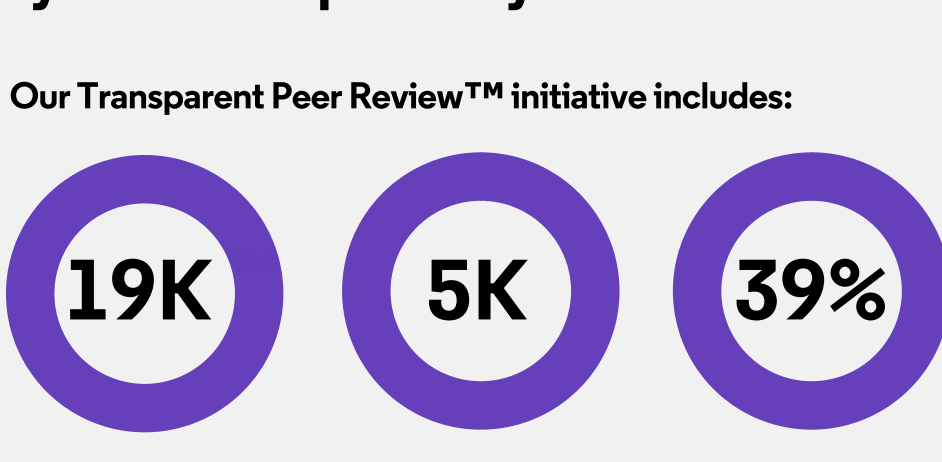 Our Transparent Peer Review™ initiative includes:
19K 5K 39%